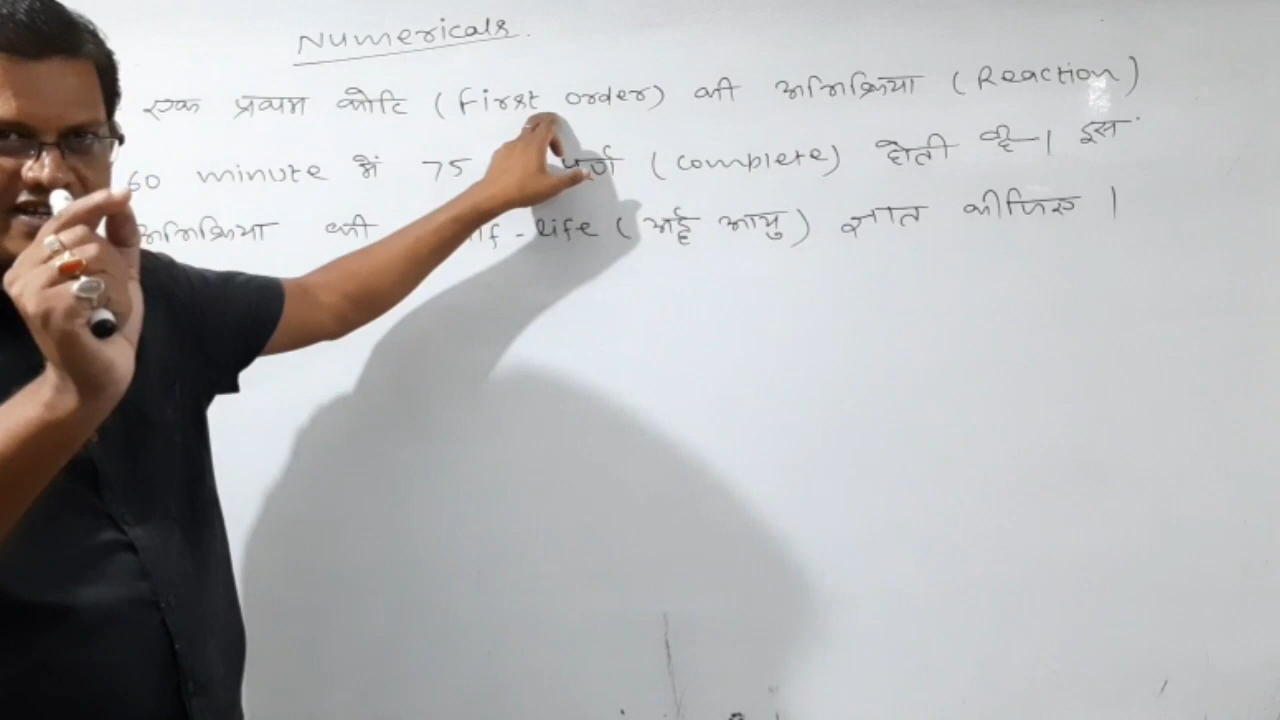 Numericals.
एक प्रथम कोटि (First order) की अभिक्रिया (Reaction)
60 minute में 75 पूर्ण (complete) होती है। इस
अभिक्रिया की -life (अर्द्ध आयु) ज्ञात कीजिए।